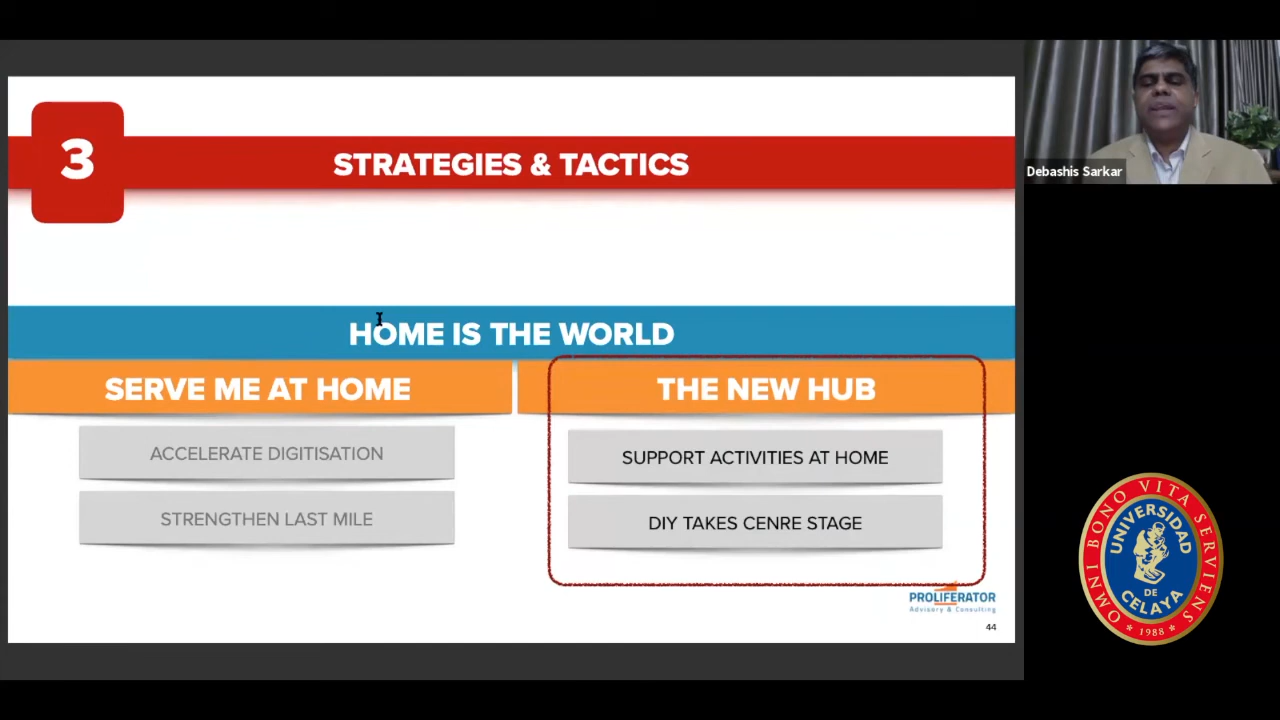 3
STRATEGIES & TACTICS
HOME IS THE WORLD
SERVE ME AT HOME
THE NEW HUB
ACCELERATE DIGITISATION
SUPPORT ACTIVITIES AT HOME
STRENGTHEN LAST MILE
DIY TAKES CENRE STAGE
PROLIFERATOR
Advisory & Consulting
44
Debashis Sarkar
OMNI BONO VITA SERVIENS
UNIVERSIDAD
DE
CELAYA
* 1988 *